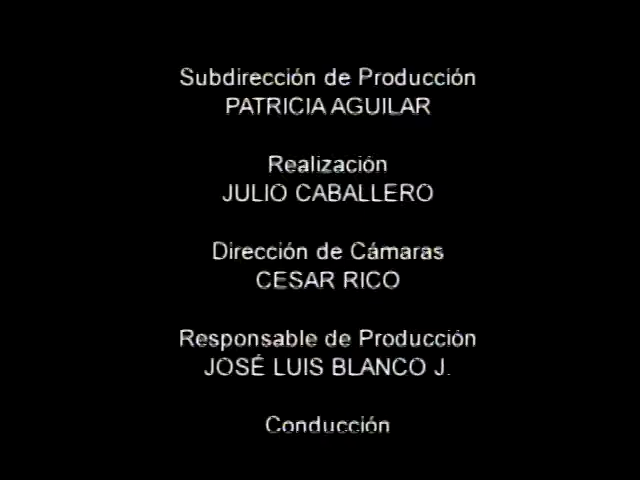 Subdirección de Producción
PATRICIA AGUILAR
Realización
JULIO CABALLERO
Dirección de Cámaras
CESAR RICO
Responsable de Producción
JOSÉ LUIS BLANCO J.
Conducción